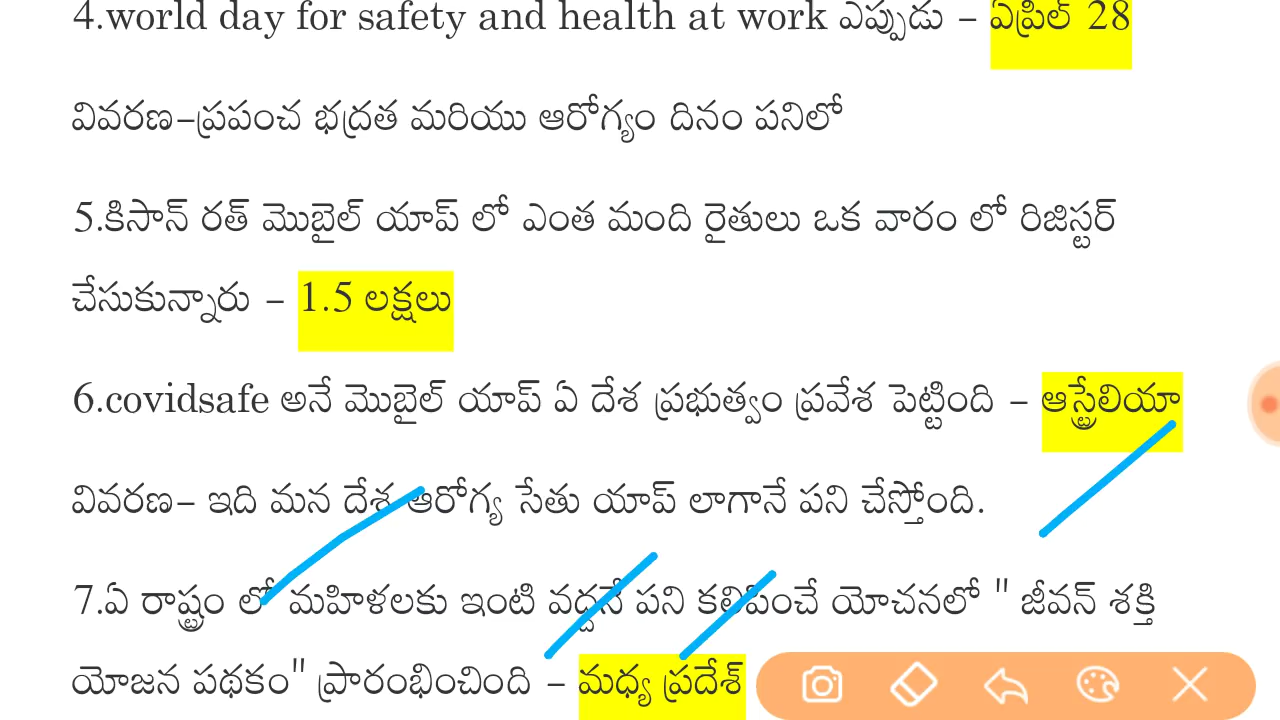 4.world day for safety and health at work ఎప్పుడు – ఏప్రిల్ 28
వివరణ–ప్రపంచ భద్రత మరియు ఆరోగ్యం దినం పనిలో
5.కిసాన్ రత్ మొబైల్ యాప్ లో ఎంత మంది రైతులు ఒక వారం లో రిజిస్టర్
చేసుకున్నారు – 1.5 లక్షలు
6.covidsafe అనే మొబైల్ యాప్ ఏ దేశ ప్రభుత్వం ప్రవేశ పెట్టింది – ఆస్ట్రేలియా
వివరణ– ఇది మన దేశ ఆరోగ్య సేతు యాప్ లాగానే పని చేస్తోంది.
7.ఏ రాష్ట్రం లో మహిళలకు ఇంటి వద్దనే పని కలిపించే యోచనలో " జీవన్ శక్తి
యోజన పథకం" ప్రారంభించింది – మధ్య ప్రదేశ్